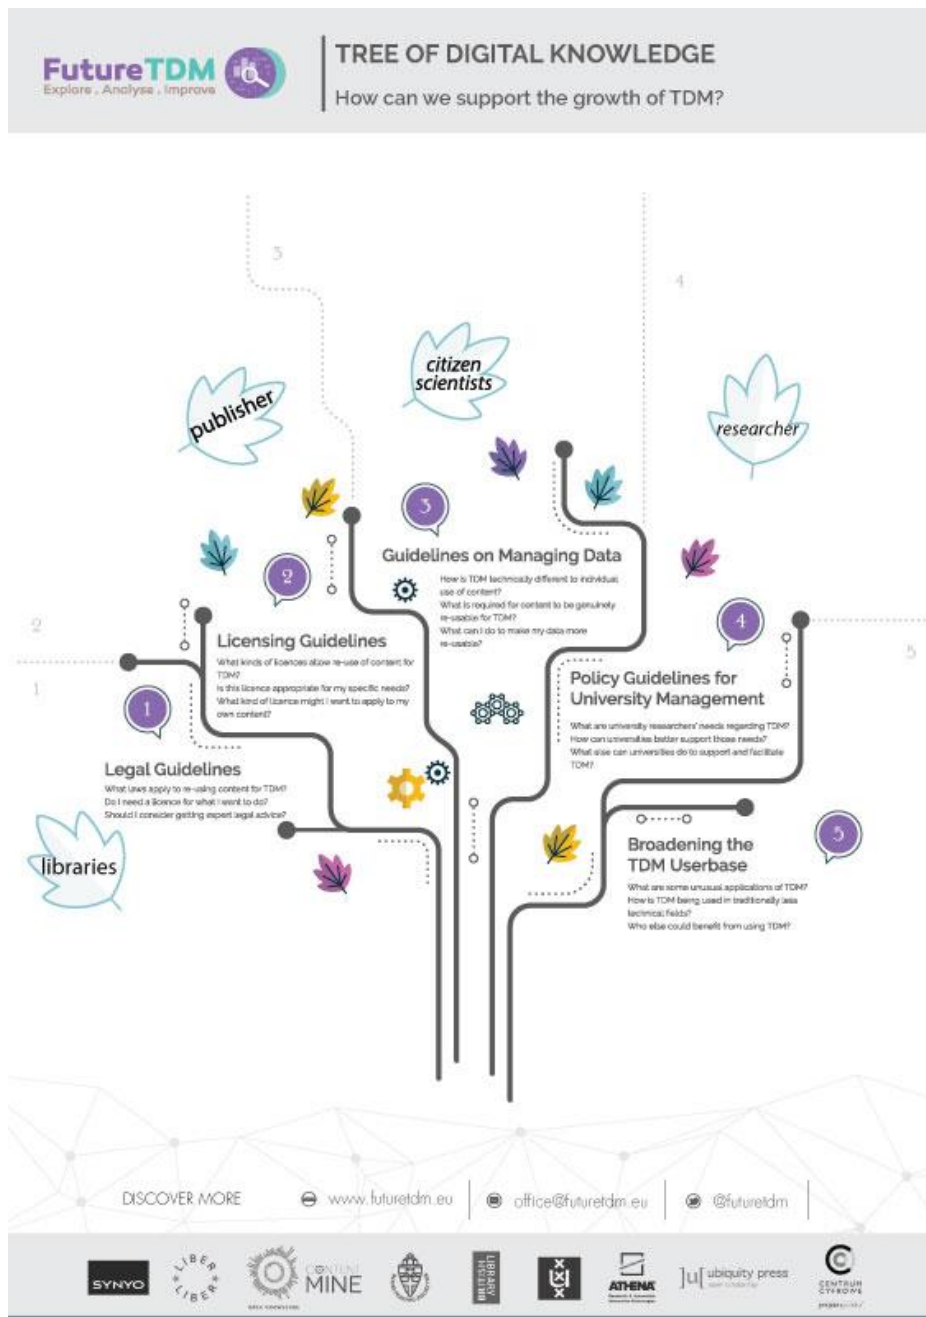 FutureTDM
Explore . Analyse . Improve
TREE OF DIGITAL KNOWLEDGE
How can we support the growth of TDM?
3
4
citizen
scientists
publisher
researcher
3
Guidelines on Managing Data
How is TDM technically different to individual
use of content?
What is required for content to be genuinely
re-usable for TDM?
What can I do to make my data more
re-usable?
2
2
Licensing Guidelines
What kinds of licences allow re-use of content for
TDM?
Is this licence appropriate for my specific needs?
What kind of licence might I want to apply to my
own content?
4
5
Policy Guidelines for
University Management
What are university researchers' needs regarding TDM?
How can universities better support those needs?
What else can universities do to support and facilitate
TDM?
1
1
Legal Guidelines
What laws apply to re-using content for TDM?
Do I need a licence for what I want to do?
Should I consider getting expert legal advice?
libraries
5
Broadening the
TDM Userbase
What are some unusual applications of TDM?
How is TDM being used in traditionally less
technical fields?
Who else could benefit from using TDM?
DISCOVER MORE
www.futuretdm.eu
office@futuretdm.eu
@futuretdm
SYNYO
LIBER LIBER
OPEN KNOWLEDGE
CONTENT
MINE
BRITISH
LIBRARY
ATHENA
]u[ ubiquity press
CENTRUM
CYFROWE